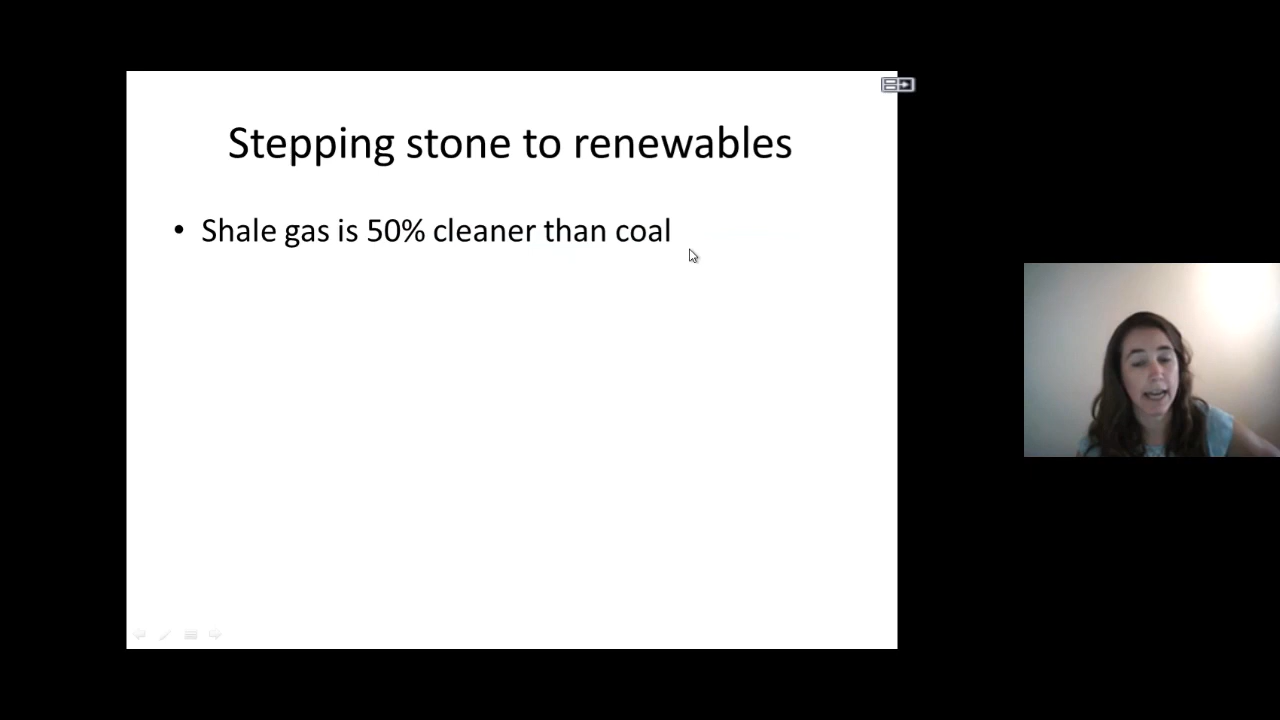 Stepping stone to renewables
• Shale gas is 50% cleaner than coal